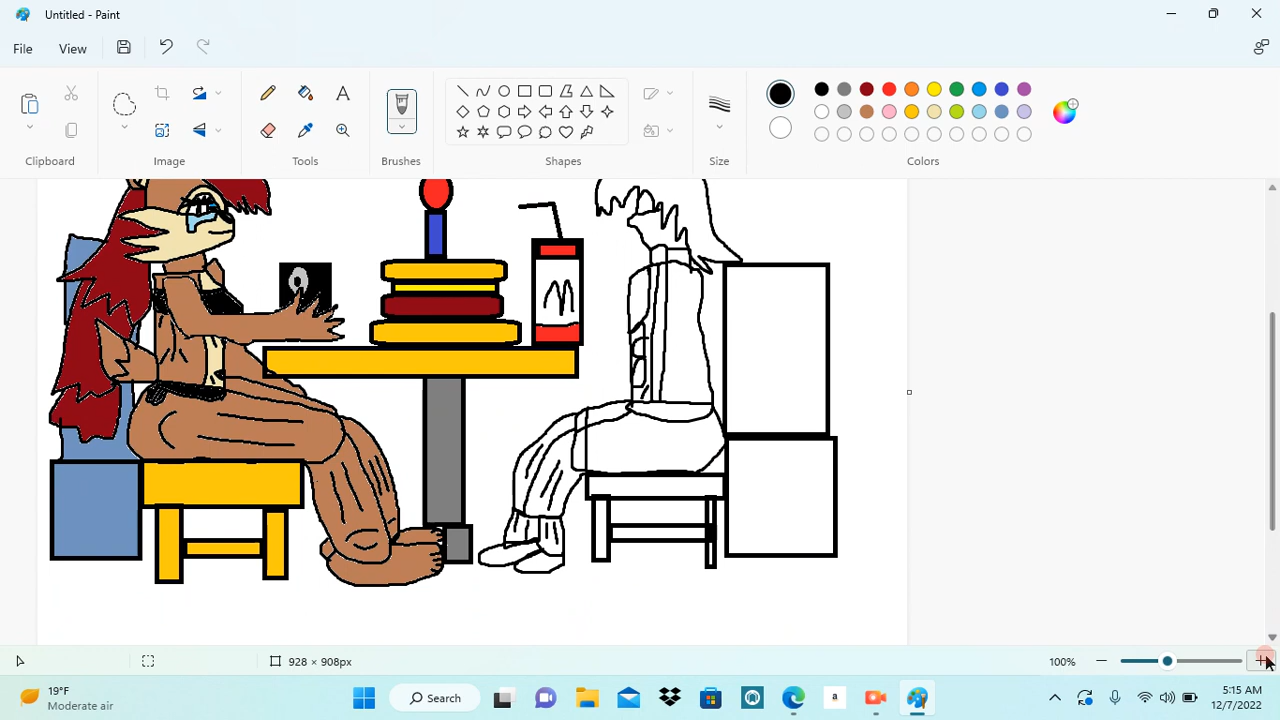 Untitled - Paint
File View
Clipboard Image Tools Brushes Shapes Size Colors
928 × 908px 100%
19°F
Moderate air
Search
a
5:15 AM
12/7/2022